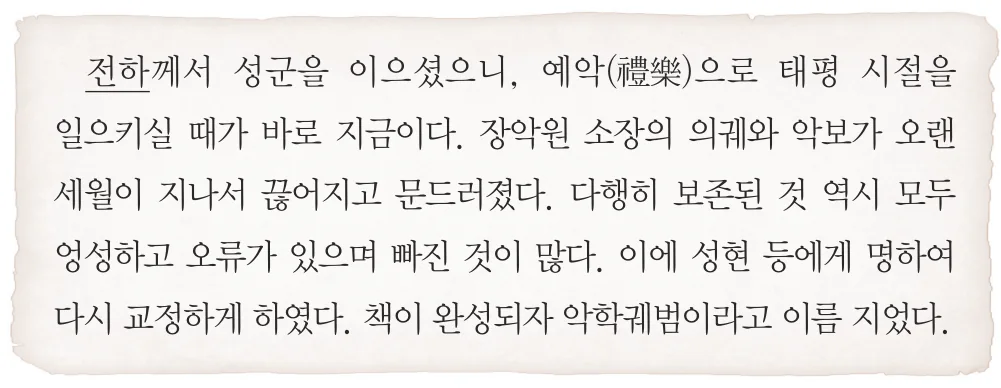 전하께서 성군을 이으셨으니, 예악(禮樂)으로 태평 시절을
일으키실 때가 바로 지금이다. 장악원 소장의 의궤와 악보가 오랜
세월이 지나서 끊어지고 문드러졌다. 다행히 보존된 것 역시 모두
엉성하고 오류가 있으며 빠진 것이 많다. 이에 성현 등에게 명하여
다시 교정하게 하였다. 책이 완성되자 악학궤범이라고 이름 지었다.